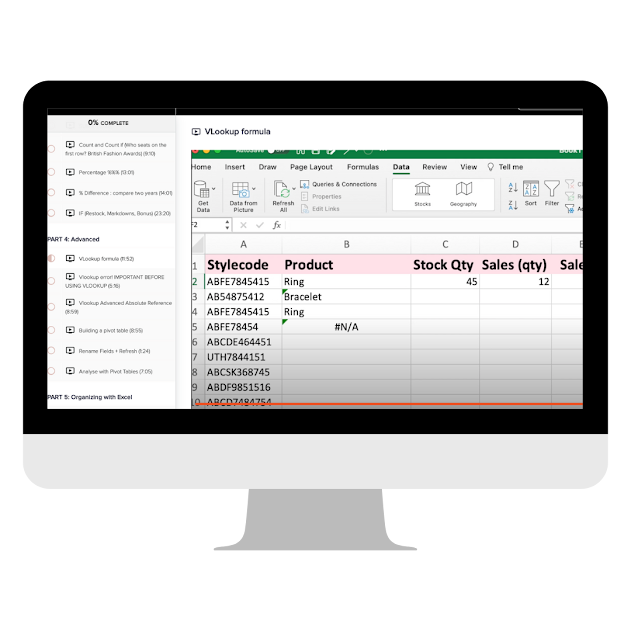 0% COMPLETE
Count and Count if (Who seats on the
first row? British Fashion Awards) (9:10)
Percentage %%% (13:01)
% Difference : compare two years (14:01)
IF (Restock, Markdowns, Bonus) (23:20)
PART 4: Advanced
VLookup formula (11:52)
Vlookup error! IMPORTANT BEFORE
USING VLOOKUP (5:16)
Vlookup Advanced Absolute Reference
(8:59)
Building a pivot table (8:55)
Rename Fields + Refresh (1:24)
Analyse with Pivot Tables (7:05)
PART 5: Organizing with Excel
VLookup formula
AutoSave
Book1
Home Insert Draw Page Layout Formulas Data Review View Tell me
Get
Data
Data from
Picture
Refresh
All
Queries & Connections
Properties
Edit Links
Stocks
Geography
Sort
Filter
F2 fx
A B C D E
1 Stylecode Product Stock Qty Sales (qty) Sale
2 ABFE7845415 Ring 45 12
3 AB54875412 Bracelet
4 ABFE7845415 Ring
5 ABFE78454 #N/A
6 ABCDE464451
7 UTH7844151
8 ABCSK368745
9 ABDF9851516
10 ABCD7484754